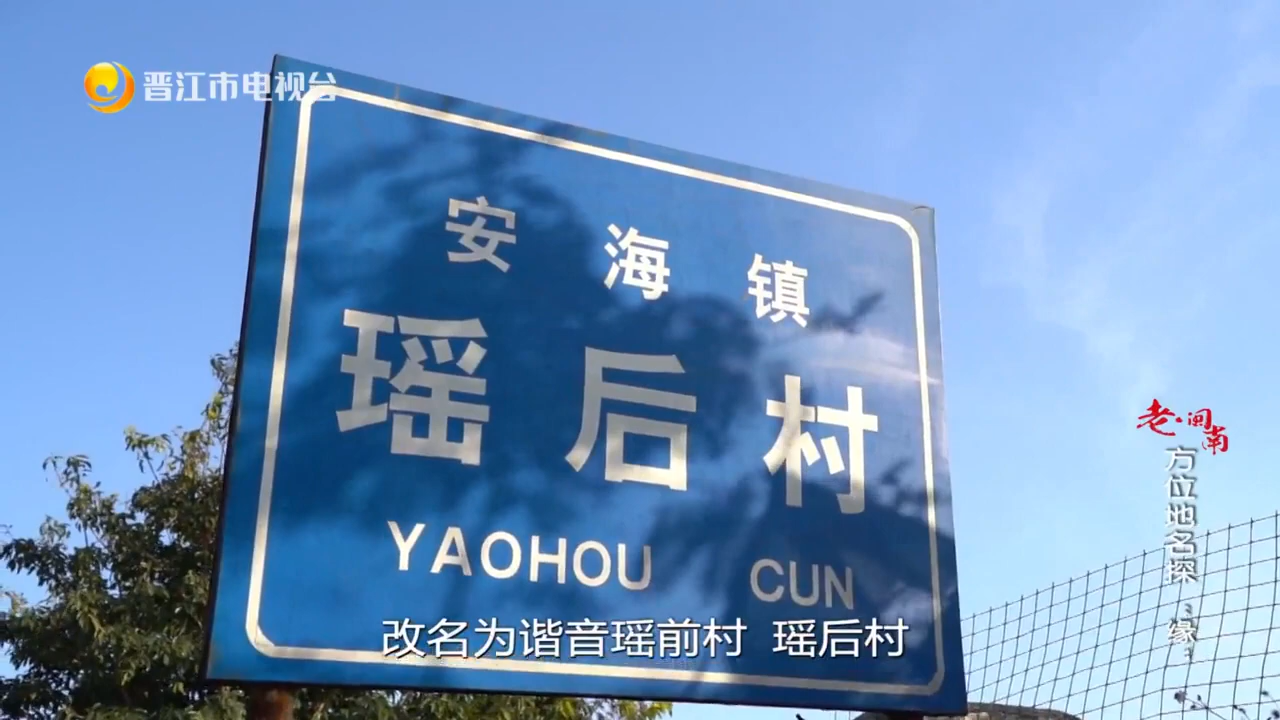 晋江市电视台
安海镇
瑶后村
YAOHOU CUN
改名为谐音瑶前村 瑶后村
老·闽南
方位地名探 缘